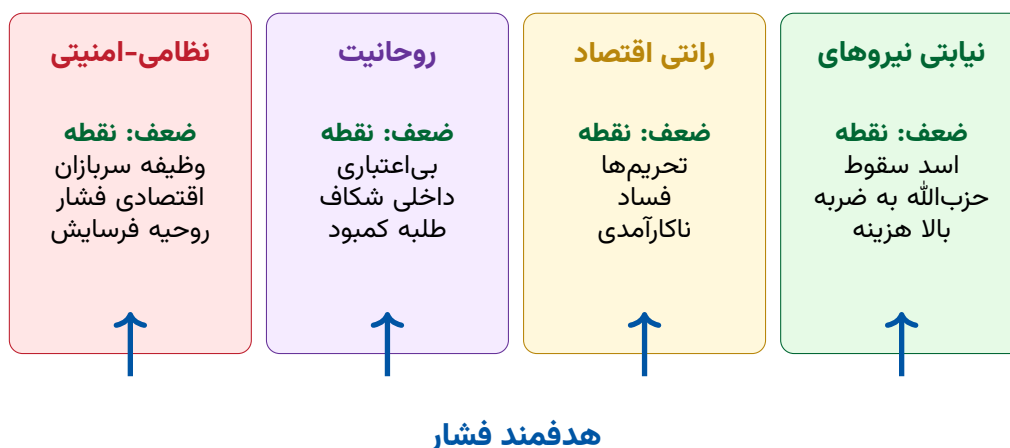 نیابتی نیروهای
ضعف: نقطه
اسد سقوط
حزب‌الله به ضربه
بالا هزینه
رانتی اقتصاد
ضعف: نقطه
تحریم‌ها
فساد
ناکارآمدی
روحانیت
ضعف: نقطه
بی‌اعتباری
داخلی شکاف
طلبه کمبود
نظامی-امنیتی
ضعف: نقطه
وظیفه سربازان
اقتصادی فشار
روحیه فرسایش
هدفمند فشار